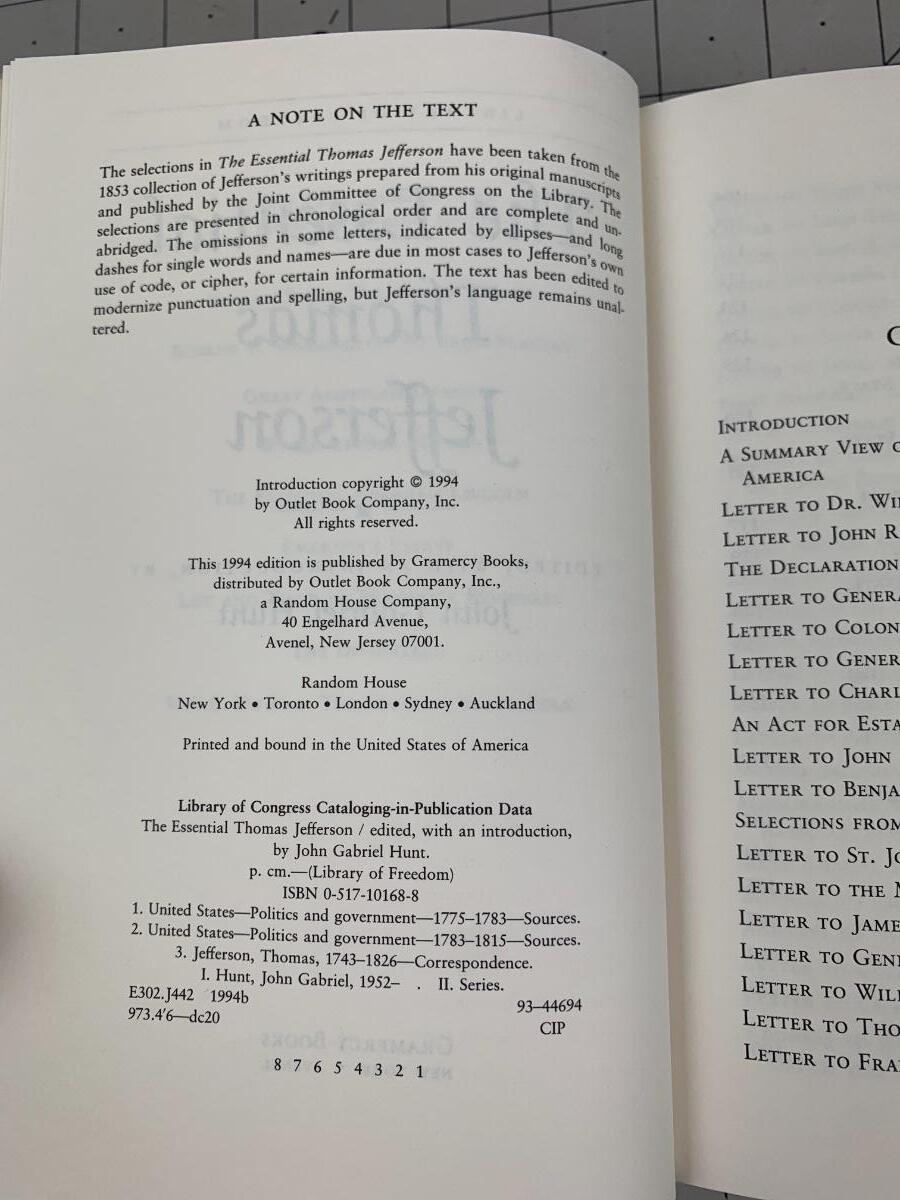 A NOTE ON THE TEXT
The selections in The Essential Thomas Jefferson have been taken from the
1853 collection of Jefferson's writings prepared from his original manuscripts
and published by the Joint Committee of Congress on the Library. The
selections are presented in chronological order and are complete and un-
abridged. The omissions in some letters, indicated by ellipses—and long
dashes for single words and names—are due in most cases to Jefferson's own
use of code, or cipher, for certain information. The text has been edited to
modernize punctuation and spelling, but Jefferson's language remains unal-
tered.
Introduction copyright © 1994
by Outlet Book Company, Inc.
All rights reserved.
This 1994 edition is published by Gramercy Books,
distributed by Outlet Book Company, Inc.,
a Random House Company,
40 Engelhard Avenue,
Avenel, New Jersey 07001.
Random House
New York • Toronto • London • Sydney • Auckland
Printed and bound in the United States of America
Library of Congress Cataloging-in-Publication Data
The Essential Thomas Jefferson / edited, with an introduction,
by John Gabriel Hunt.
p. cm.—(Library of Freedom)
ISBN 0-517-10168-8
1. United States—Politics and government—1775–1783—Sources.
2. United States—Politics and government—1783–1815—Sources.
3. Jefferson, Thomas, 1743–1826—Correspondence.
I. Hunt, John Gabriel, 1952– . II. Series.
E302.J442 1994b
973.4'6—dc20
93–44694
CIP
8 7 6 5 4 3 2 1
INTRODUCTION
A SUMMARY VIEW
AMERICA
LETTER TO DR.
LETTER TO JOHN R
THE DECLARATION
LETTER TO GENERA
LETTER TO COLON
LETTER TO GENER
LETTER TO CHARL
AN ACT FOR ESTA
LETTER TO JOHN
LETTER TO BENJA
SELECTIONS FROM
LETTER TO ST. JO
LETTER TO THE
LETTER TO JAME
LETTER TO GENE
LETTER TO WILL
LETTER TO THO
LETTER TO FRA